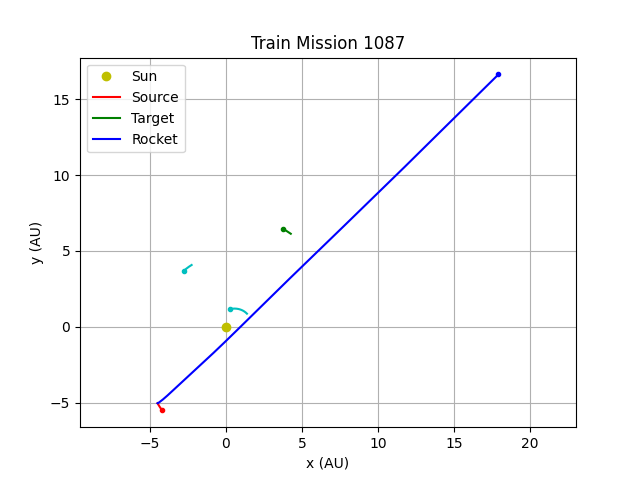 Train Mission 1087
Sun
Source
Target
Rocket
15
10
5
0
−5
y (AU)
−5
0
5
10
15
20
x (AU)